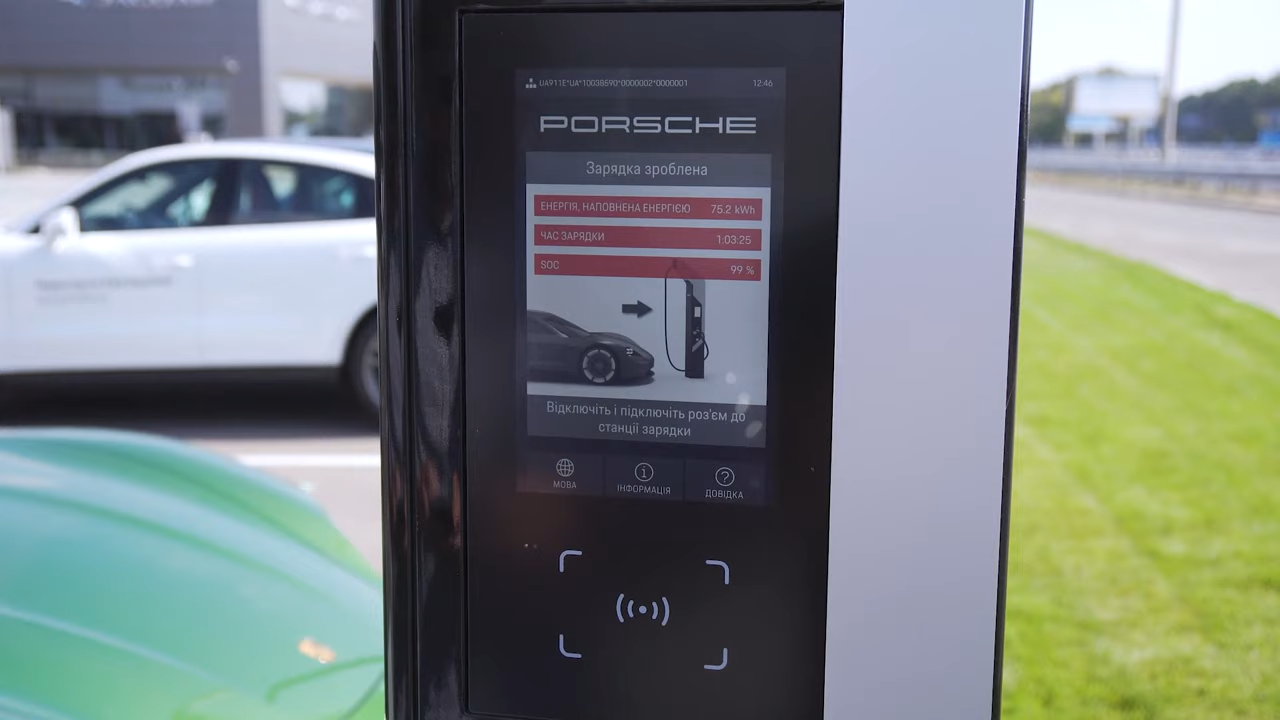 UA911E*UA*10038590*0000002*0000001 12:46
PORSCHE
Зарядка зроблена
ЕНЕРГІЯ, НАПОВНЕНА ЕНЕРГІЄЮ 75.2 kWh
ЧАС ЗАРЯДКИ 1:03:25
SOC 99 %
Відключіть і підключіть роз'єм до
станції зарядки
МОВА
ІНФОРМАЦІЯ
ДОВІДКА